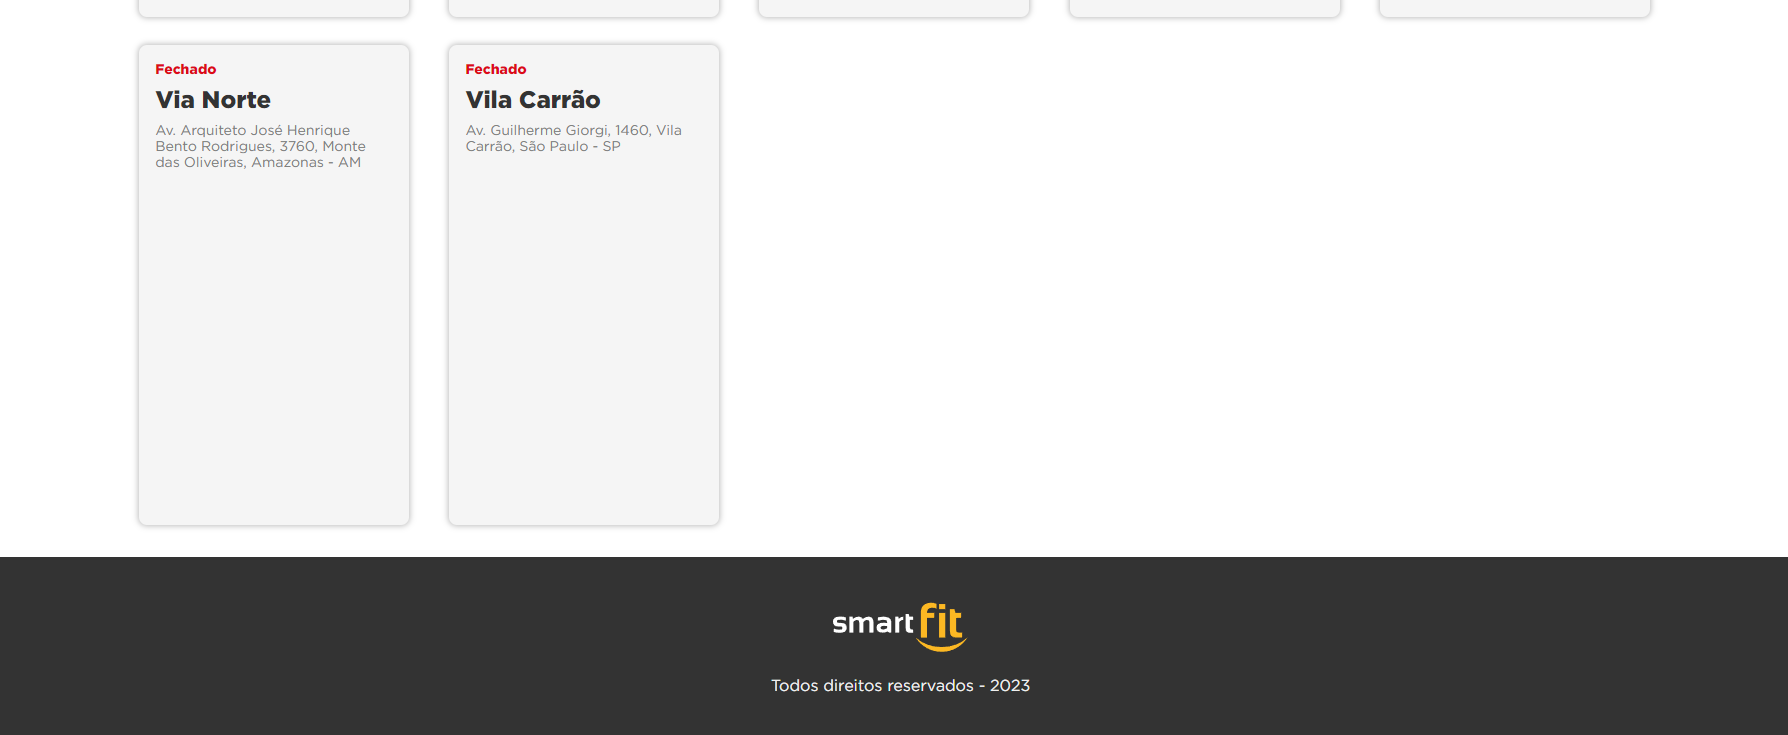 Fechado
Via Norte
Av. Arquiteto José Henrique
Bento Rodrigues, 3760, Monte
das Oliveiras, Amazonas - AM
Fechado
Vila Carrão
Av. Guilherme Giorgi, 1460, Vila
Carrão, São Paulo - SP
smart fit
Todos direitos reservados - 2023